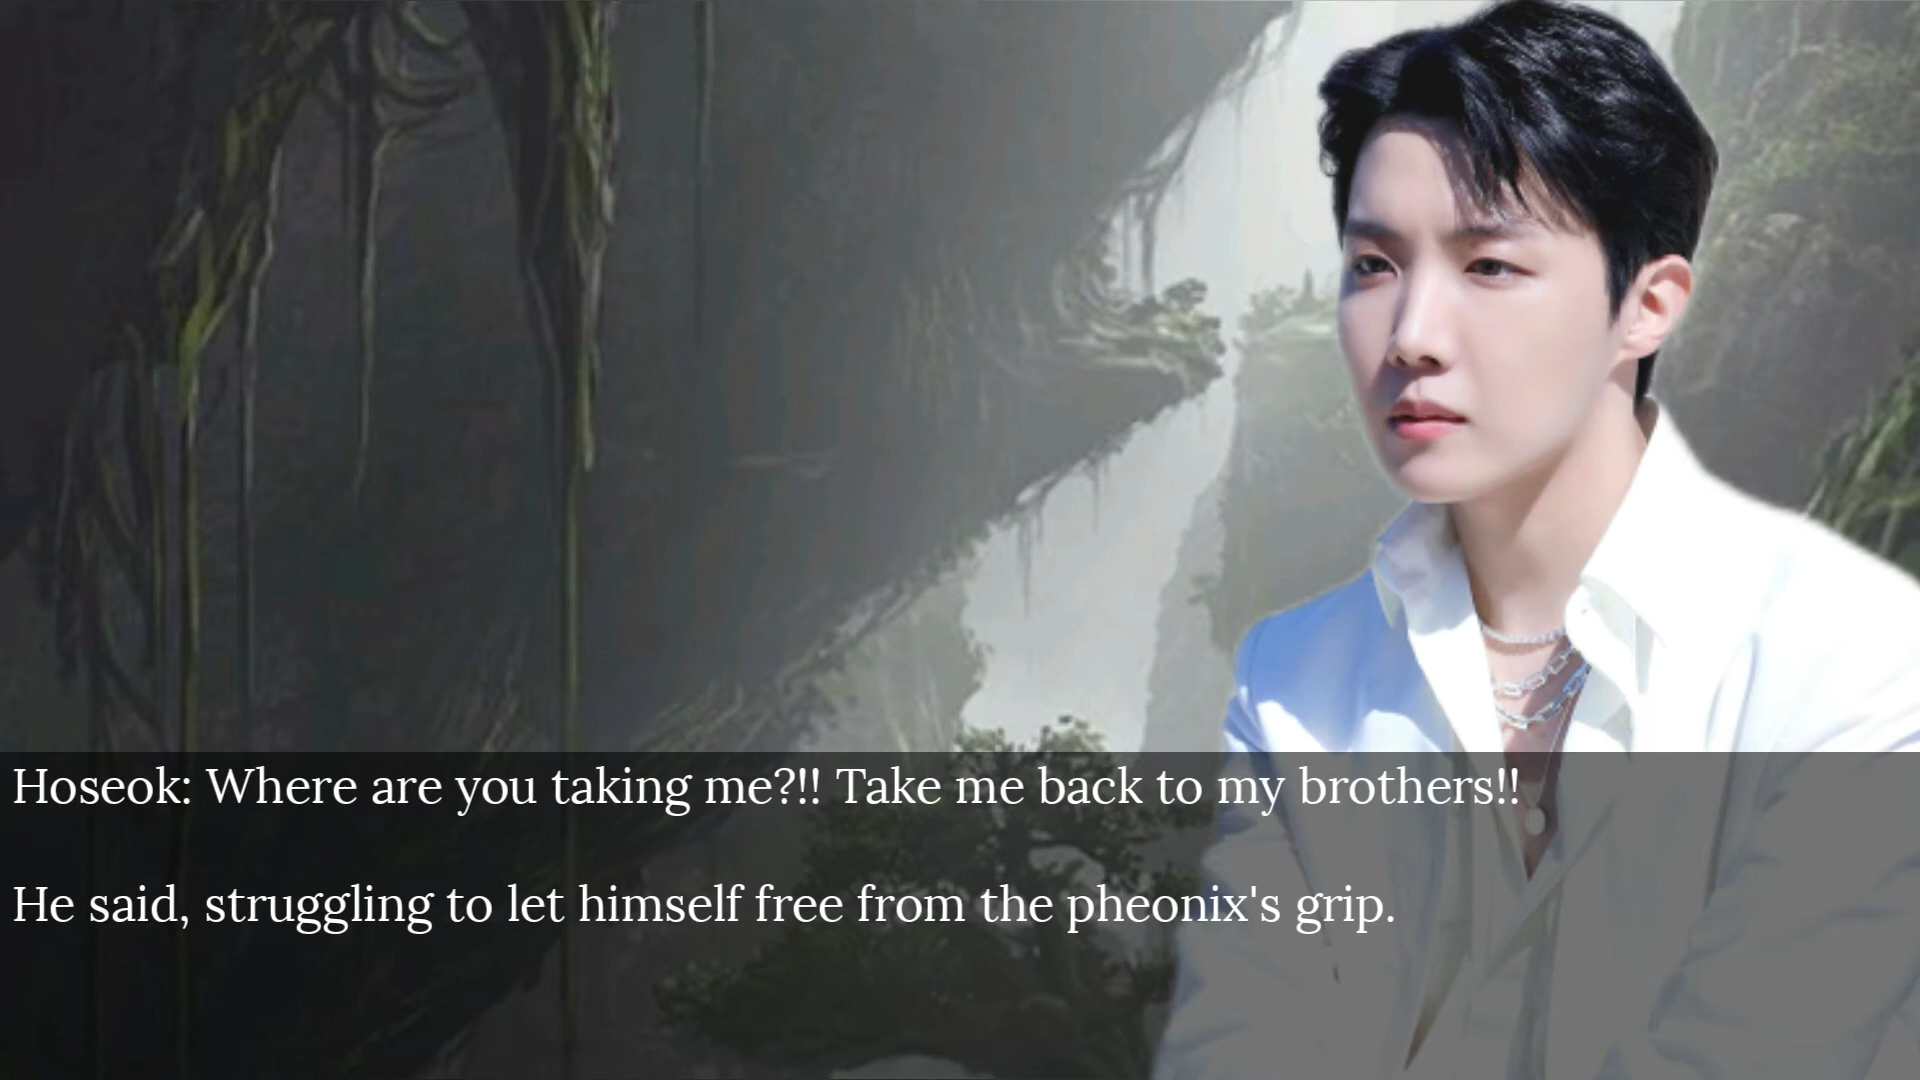 Hoseok: Where are you taking me?!! Take me back to my brothers!!
He said, struggling to let himself free from the pheonix's grip.